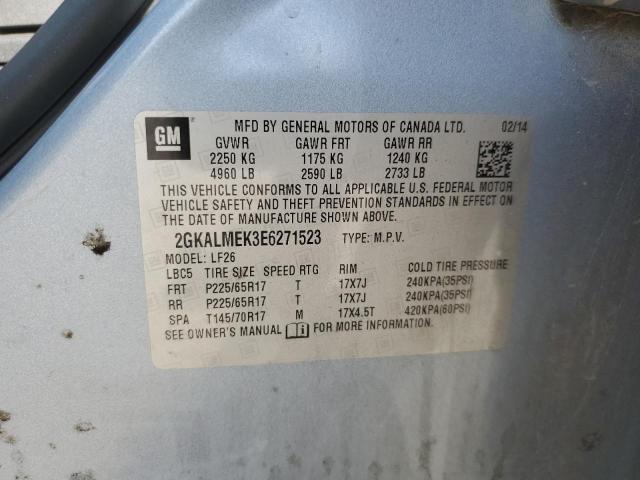 GM
MFD BY GENERAL MOTORS OF CANADA LTD. 02/14
GVWR GAWR FRT GAWR RR
2250 KG 1175 KG 1240 KG
4960 LB 2590 LB 2733 LB
THIS VEHICLE CONFORMS TO ALL APPLICABLE U.S. FEDERAL MOTOR
VEHICLE SAFETY AND THEFT PREVENTION STANDARDS IN EFFECT ON THE
DATE OF MANUFACTURE SHOWN ABOVE.
2GKALMEK3E6271523 TYPE: M.P.V.
MODEL: LF26
LBC5 TIRE SIZE SPEED RTG RIM COLD TIRE PRESSURE
FRT P225/65R17 T 17X7J 240KPA(35PSI)
RR P225/65R17 T 17X7J 240KPA(35PSI)
SPA T145/70R17 M 17X4.5T 420KPA(60PSI)
SEE OWNER'S MANUAL FOR MORE INFORMATION.